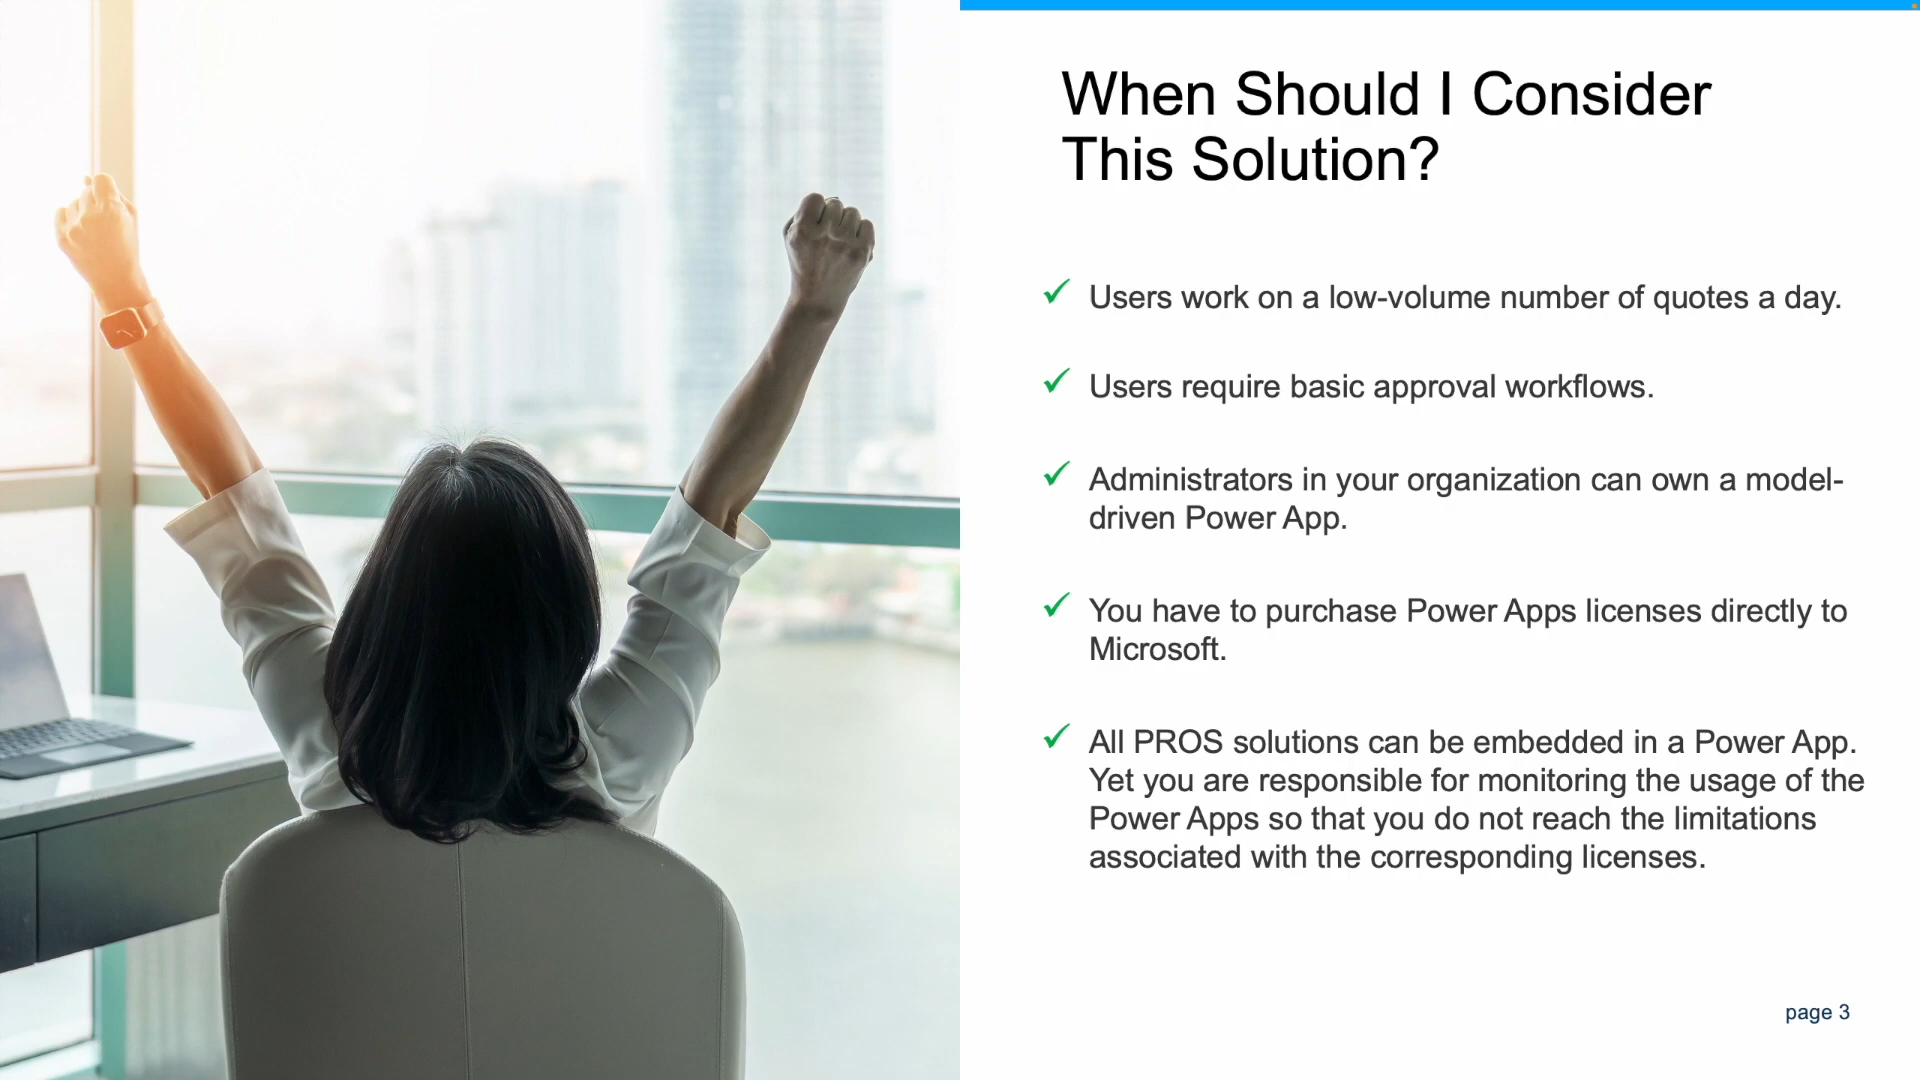 When Should I Consider
This Solution?
Users work on a low-volume number of quotes a day.
Users require basic approval workflows.
Administrators in your organization can own a model-
driven Power App.
You have to purchase Power Apps licenses directly to
Microsoft.
All PROS solutions can be embedded in a Power App.
Yet you are responsible for monitoring the usage of the
Power Apps so that you do not reach the limitations
associated with the corresponding licenses.
page 3